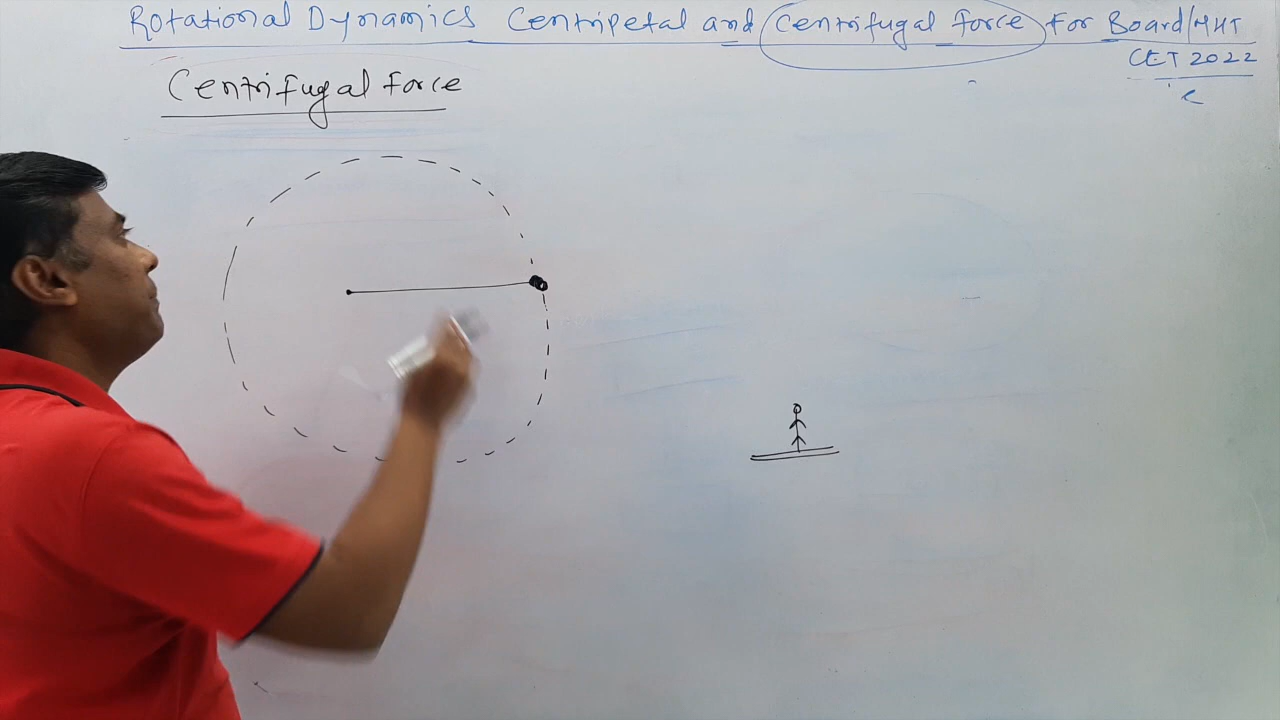 Rotational Dynamics Centripetal and Centrifugal force For Board/MHT
CET 2022
Centrifugal force